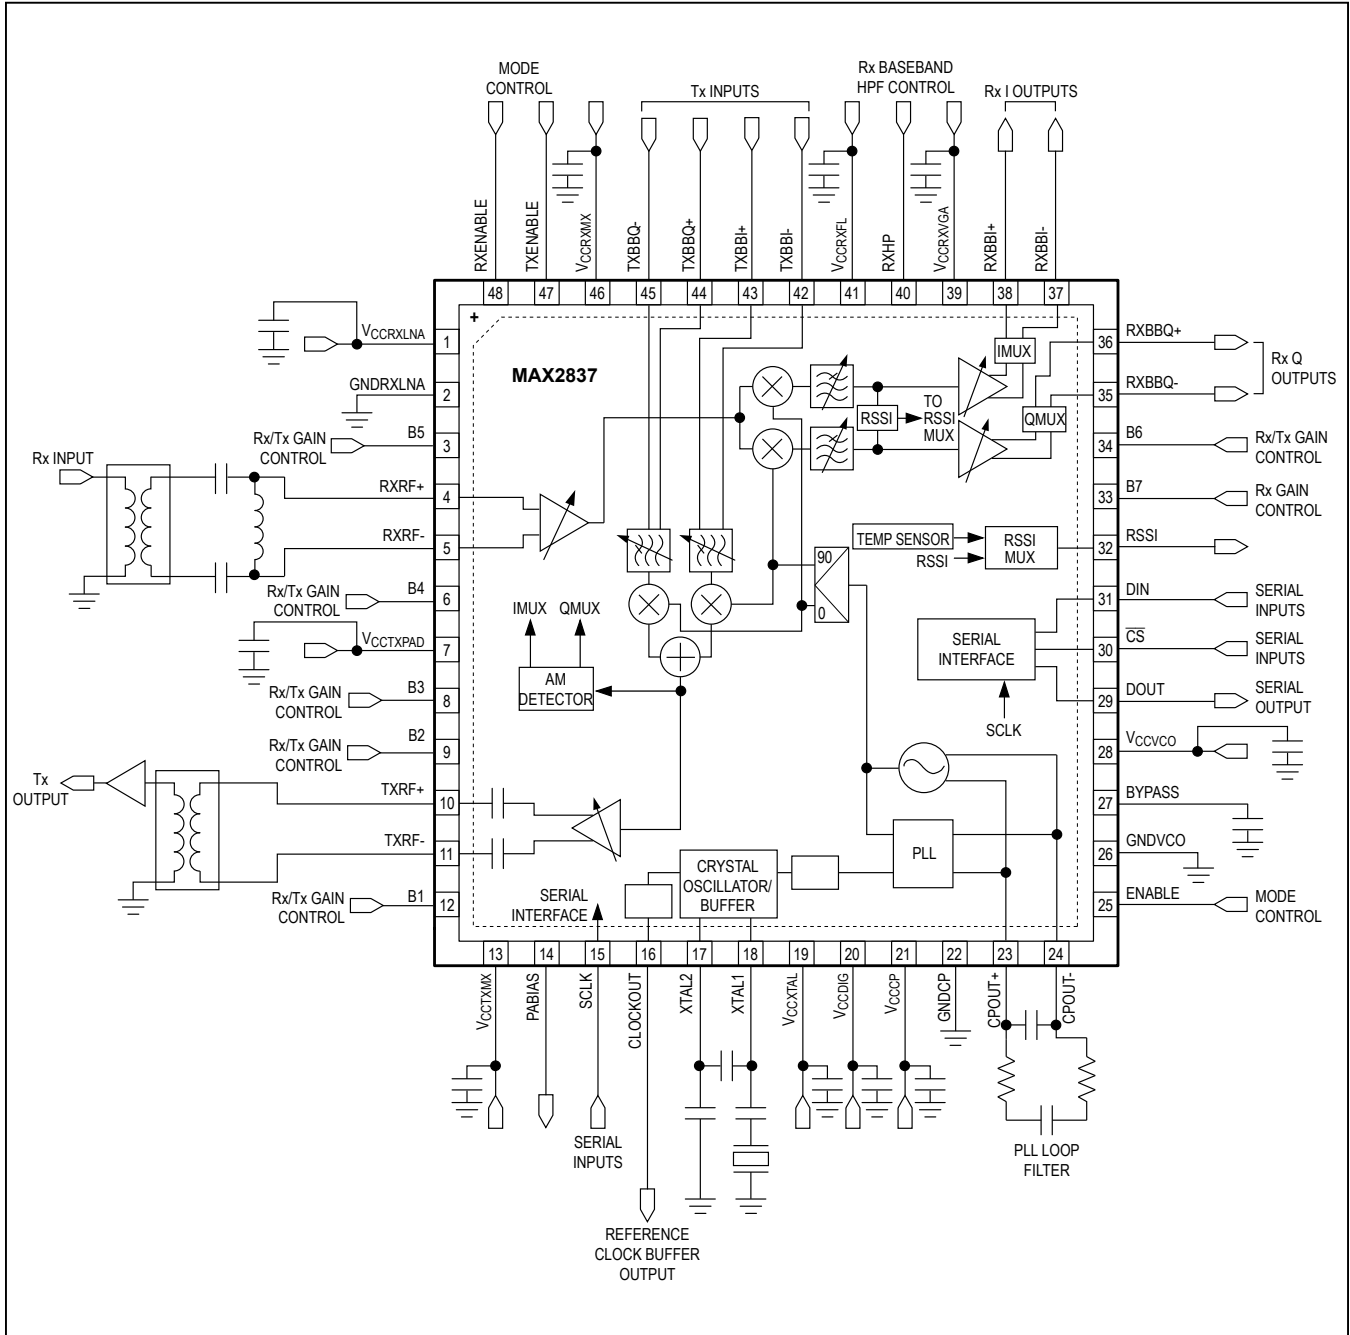 MODE
CONTROL
Tx INPUTS
Rx BASEBAND
HPF CONTROL
Rx I OUTPUTS
RXENABLE
TXENABLE
VCCRXMX
TXBBQ-
TXBBQ+
TXBBI+
TXBBI-
VCCRXFL
RXHP
VCCRXVGA
RXBBI+
RXBBI-
48
47
46
45
44
43
42
41
40
39
38
37
+
MAX2837
VCCRXLNA
1
GNDRXLNA
2
Rx/Tx GAIN
CONTROL
B5
3
Rx INPUT
RXRF+
4
RXRF-
5
Rx/Tx GAIN
CONTROL
B4
6
VCCTXPAD
7
Rx/Tx GAIN
CONTROL
B3
8
Rx/Tx GAIN
CONTROL
B2
9
Tx
OUTPUT
TXRF+
10
TXRF-
11
Rx/Tx GAIN
CONTROL
B1
12
IMUX
QMUX
RSSI
TO
RSSI
MUX
TEMP SENSOR
RSSI
RSSI
MUX
90
0
IMUX
QMUX
AM
DETECTOR
SERIAL
INTERFACE
SCLK
PLL
CRYSTAL
OSCILLATOR/
BUFFER
SERIAL
INTERFACE
36
RXBBQ+
35
RXBBQ-
Rx Q
OUTPUTS
34
B6
Rx/Tx GAIN
CONTROL
33
B7
Rx GAIN
CONTROL
32
RSSI
31
DIN
SERIAL
INPUTS
30
CS
SERIAL
INPUTS
29
DOUT
SERIAL
OUTPUT
28
VCCVCO
27
BYPASS
26
GNDVCO
25
ENABLE
MODE
CONTROL
13
14
15
16
17
18
19
20
21
22
23
24
VCCTXMX
PABIAS
SCLK
CLOCKOUT
XTAL2
XTAL1
VCCXTAL
VCCDIG
VCCCP
GNDCP
CPOUT+
CPOUT-
SERIAL
INPUTS
PLL LOOP
FILTER
REFERENCE
CLOCK BUFFER
OUTPUT